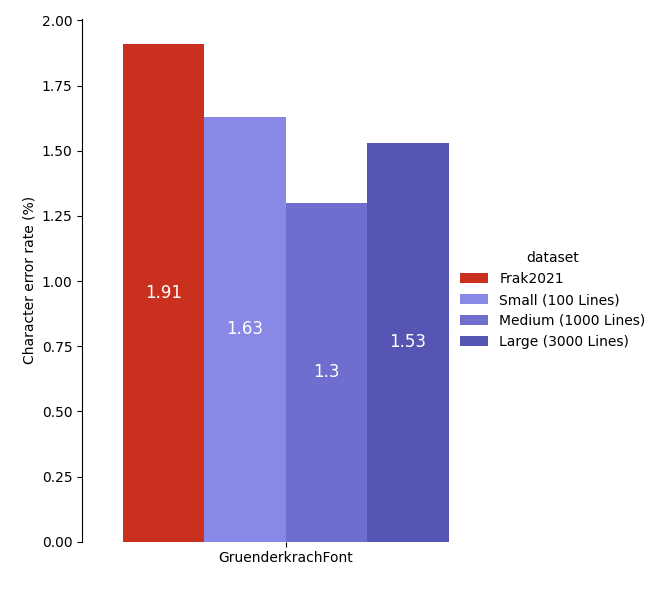 2.00
1.75
1.50
1.25
1.00
0.75
0.50
0.25
0.00
Character error rate (%)
1.91
1.63
1.3
1.53
GruenderkrachFont
dataset
Frak2021
Small (100 Lines)
Medium (1000 Lines)
Large (3000 Lines)